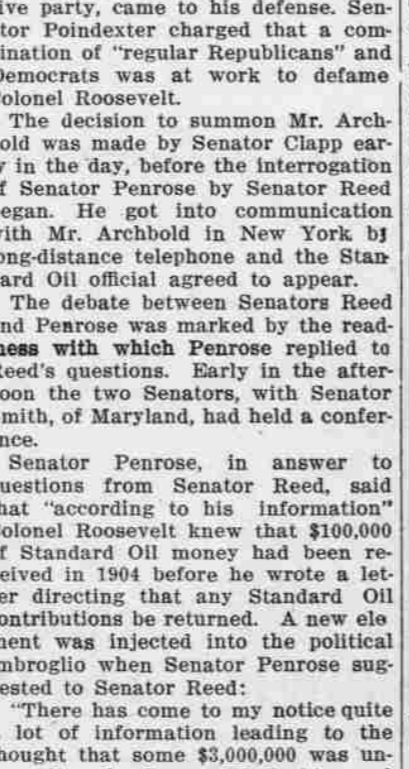 ive party, came to his defense. Sen-
tor Poindexter charged that a com-
ination of "regular Republicans" and
Democrats was at work to defame
olonel Roosevelt.
The decision to summon Mr. Arch-
old was made by Senator Clapp ear-
y in the day, before the interrogation
f Senator Penrose by Senator Reed
egan. He got into communication
ith Mr. Archbold in New York by
ong-distance telephone and the Stan-
ard Oil official agreed to appear.
The debate between Senators Reed
nd Penrose was marked by the read-
ness with which Penrose replied to
Reed's questions. Early in the after-
oon the two Senators, with Senator
mith, of Maryland, had held a confer-
nce.
Senator Penrose, in answer to
uestions from Senator Reed, said
hat "according to his information"
olonel Roosevelt knew that $100,000
f Standard Oil money had been re-
eived in 1904 before he wrote a let-
er directing that any Standard Oil
ontributions be returned. A new ele
ment was injected into the political
mbroglio when Senator Penrose sug-
ested to Senator Reed:
"There has come to my notice quite
lot of information leading to the
hought that some $3,000,000 was un-